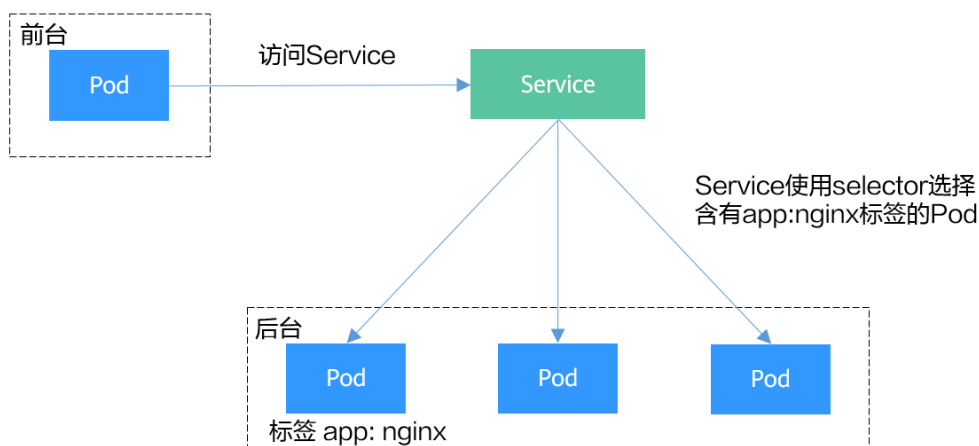 前台
Pod
访问Service
Service
Service使用selector选择
含有app:nginx标签的Pod
后台
Pod
Pod
Pod
标签 app: nginx